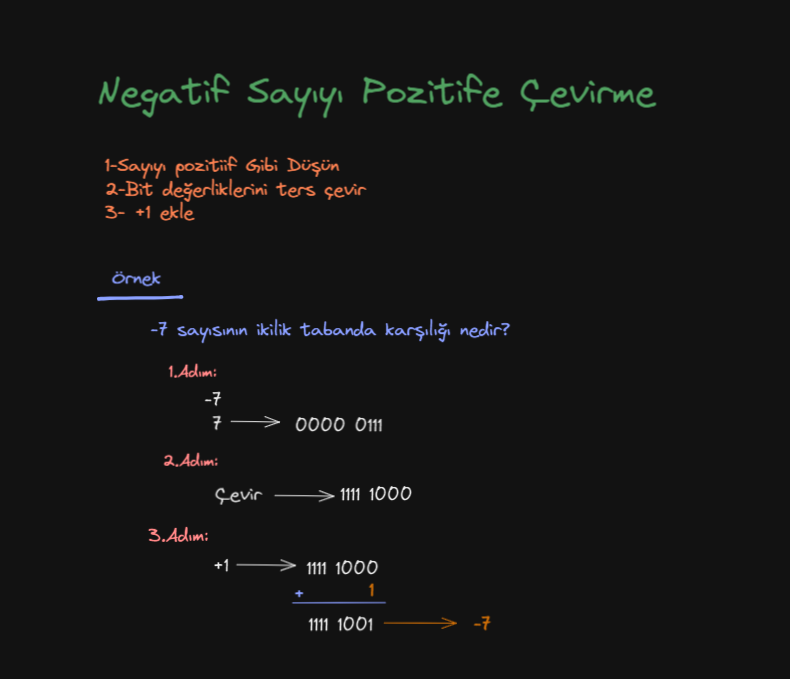 Negatif Sayıyı Pozitife Çevirme
1-Sayıyı pozitiif Gibi Düşün
2-Bit değerliklerini ters çevir
3- +1 ekle
Örnek
-7 sayısının ikilik tabanda karşılığı nedir?
1.Adım:
-7
7 → 0000 0111
2.Adım:
Çevir → 1111 1000
3.Adım:
+1 → 1111 1000
+ 1
1111 1001 → -7